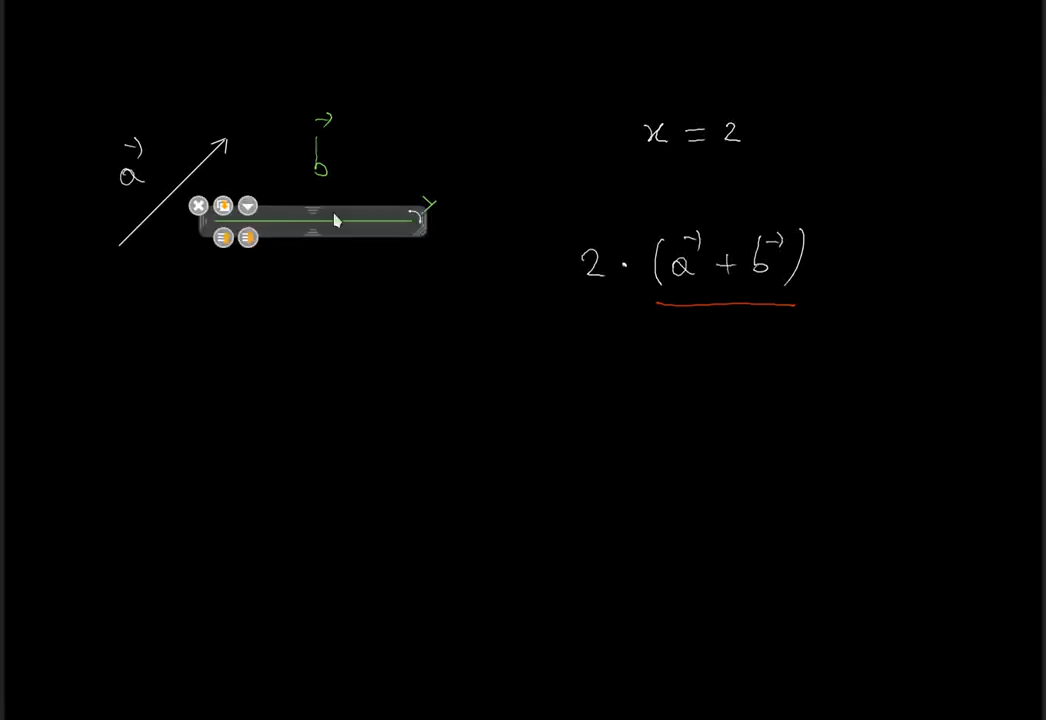 a⃗
b⃗
x = 2
2 · (a⃗ + b⃗)